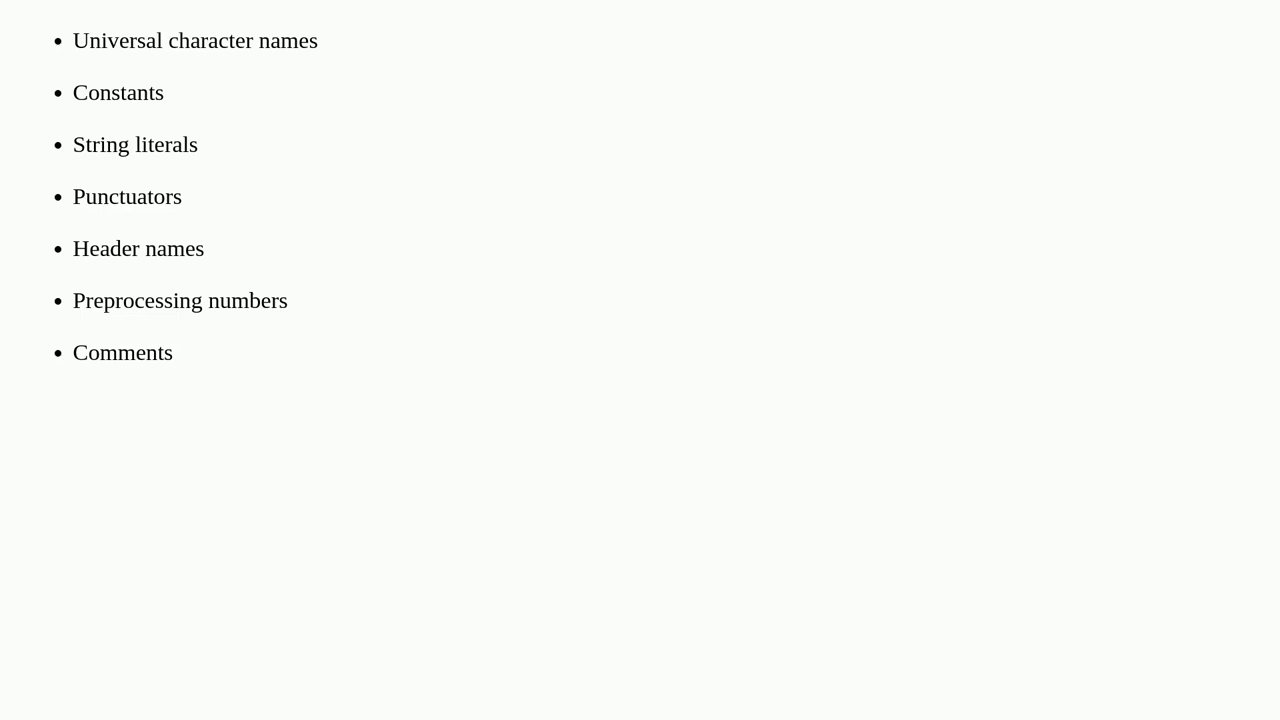 • Universal character names
• Constants
• String literals
• Punctuators
• Header names
• Preprocessing numbers
• Comments